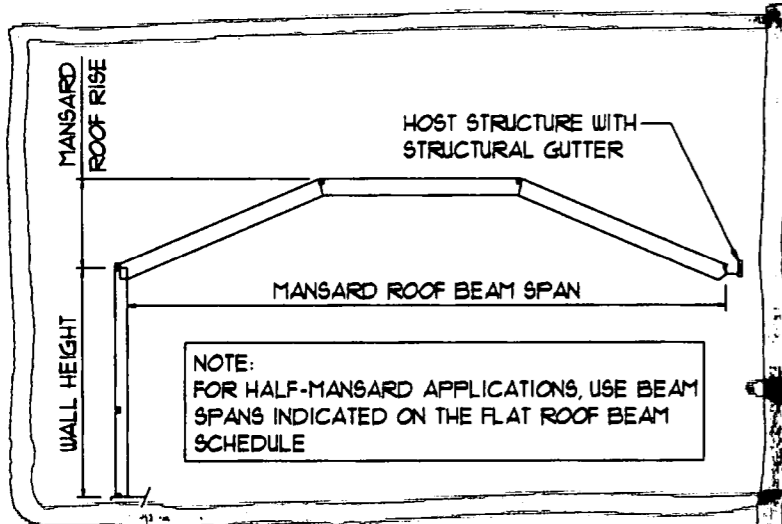 MANSARD
ROOF RISE
HOST STRUCTURE WITH
STRUCTURAL GUTTER
MANSARD ROOF BEAM SPAN
WALL HEIGHT
NOTE:
FOR HALF-MANSARD APPLICATIONS, USE BEAM
SPANS INDICATED ON THE FLAT ROOF BEAM
SCHEDULE